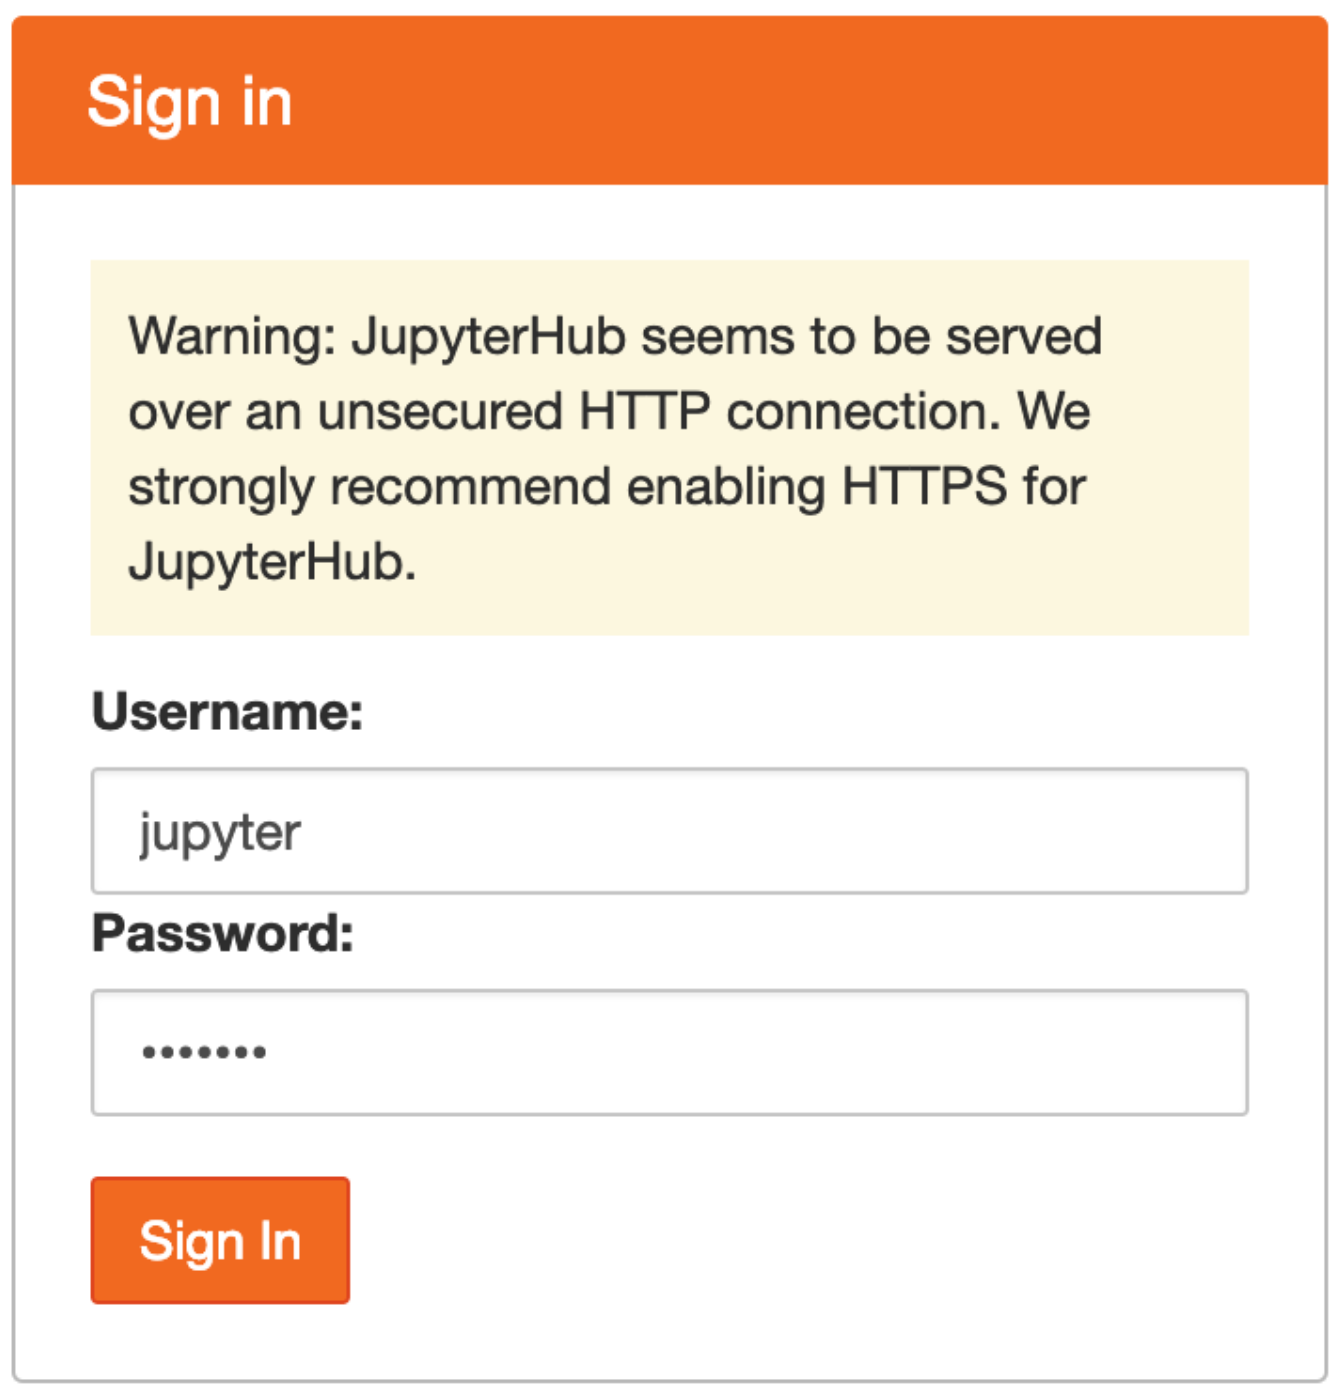 Sign in
Warning: JupyterHub seems to be served
over an unsecured HTTP connection. We
strongly recommend enabling HTTPS for
JupyterHub.
Username:
jupyter
Password:
•••••••
Sign In